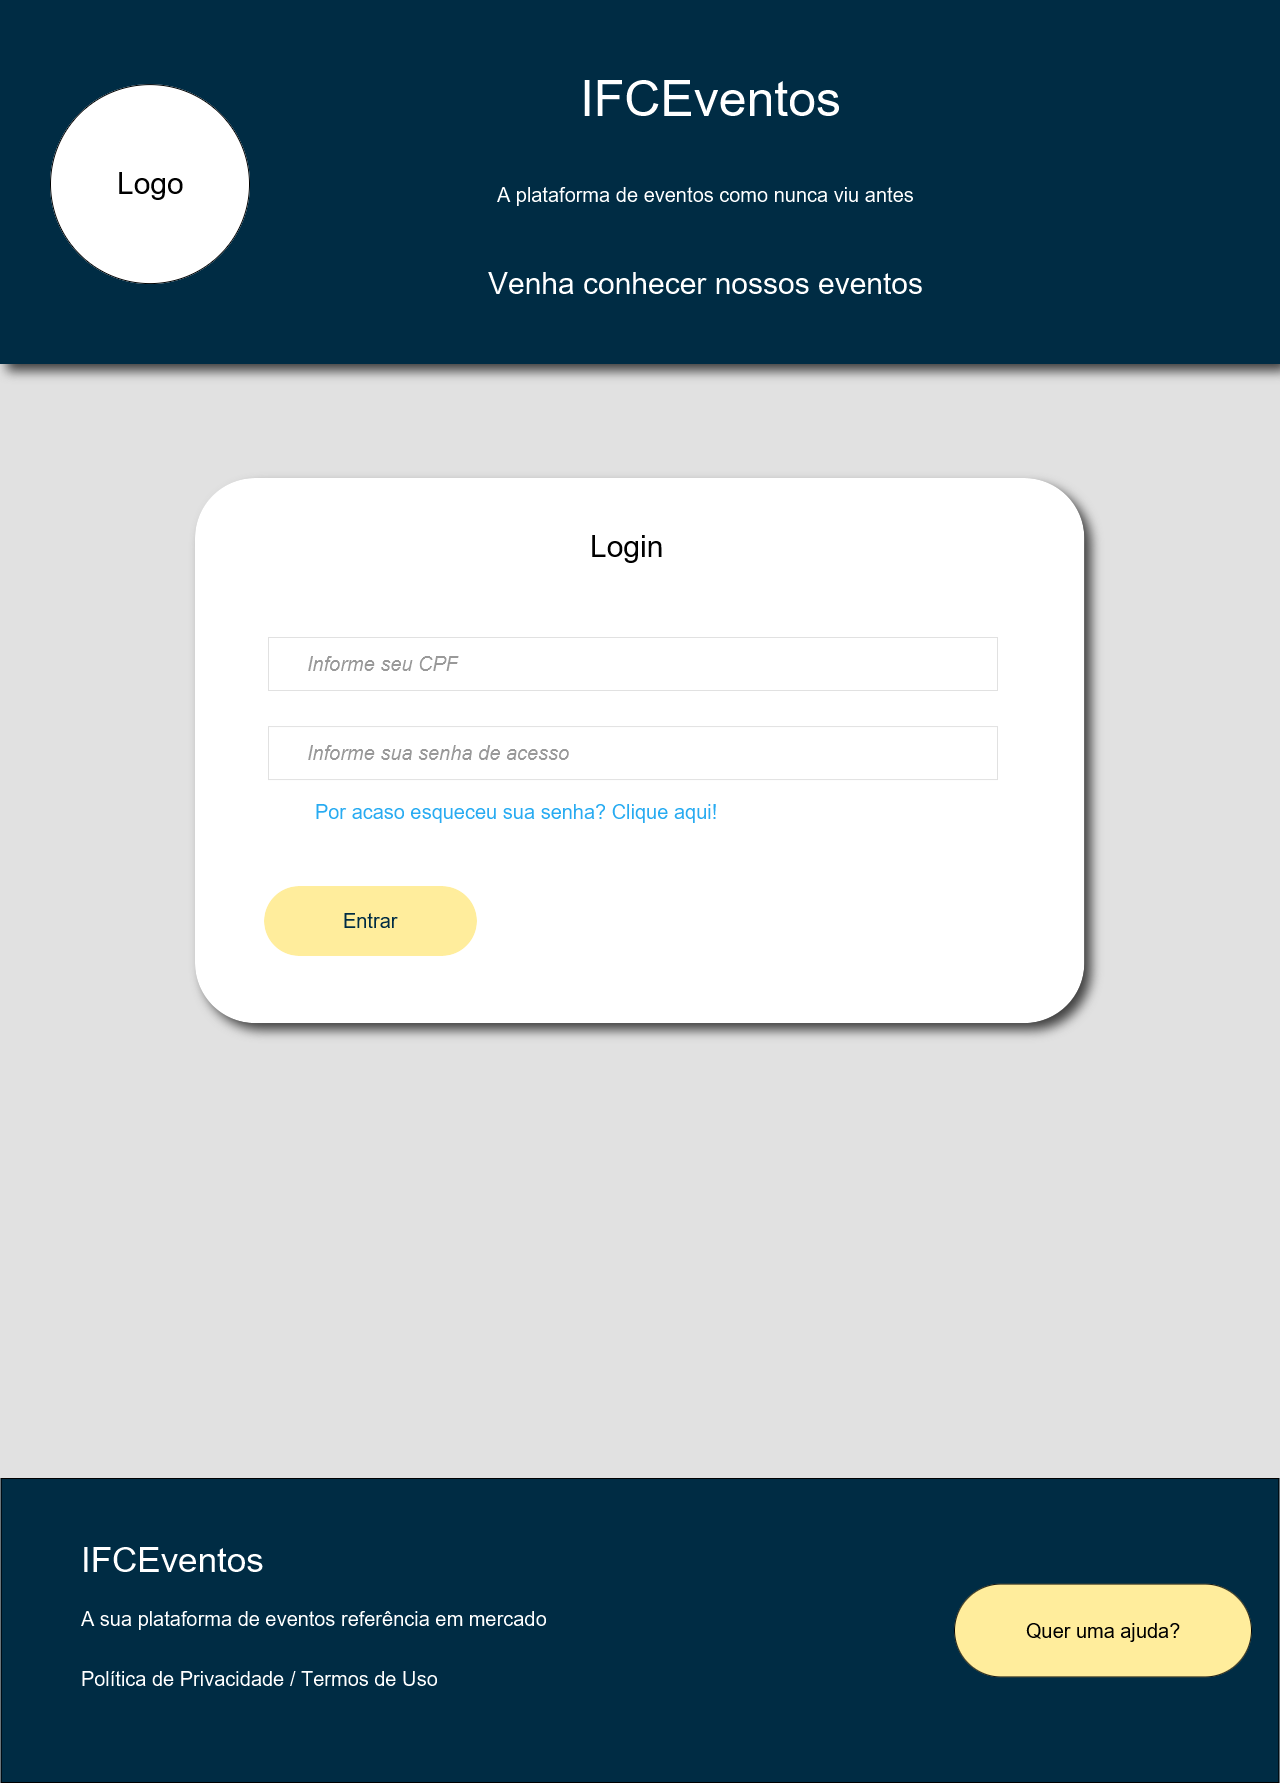 IFCEventos
Logo
A plataforma de eventos como nunca viu antes
Venha conhecer nossos eventos
Login
Informe seu CPF
Informe sua senha de acesso
Por acaso esqueceu sua senha? Clique aqui!
Entrar
IFCEventos
A sua plataforma de eventos referência em mercado
Quer uma ajuda?
Política de Privacidade / Termos de Uso